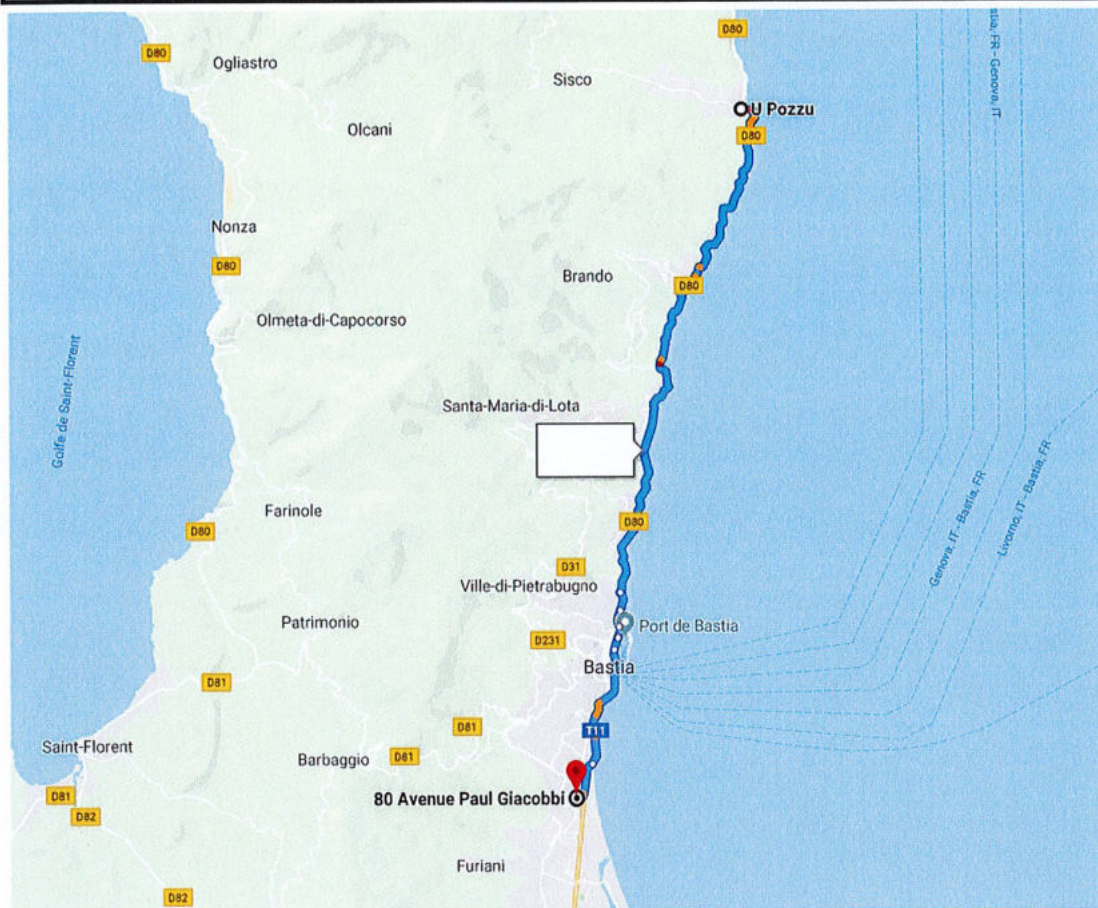 D80
D80
Bastia, FR - Genova, IT
Ogliastro
Sisco
U Pozzu
Olcani
D80
Nonza
D80
Brando
D80
Olmeta-di-Capocorso
Golfe de Saint-Florent
Santa-Maria-di-Lota
Farinole
D80
D80
Genova, IT - Bastia, FR
Livorno, IT - Bastia, FR
D31
Ville-di-Pietrabugno
Patrimonio
Port de Bastia
D231
Bastia
D81
D81
T11
Saint-Florent
Barbaggio
D81
D81
80 Avenue Paul Giacobbi
D82
Furiani
D82